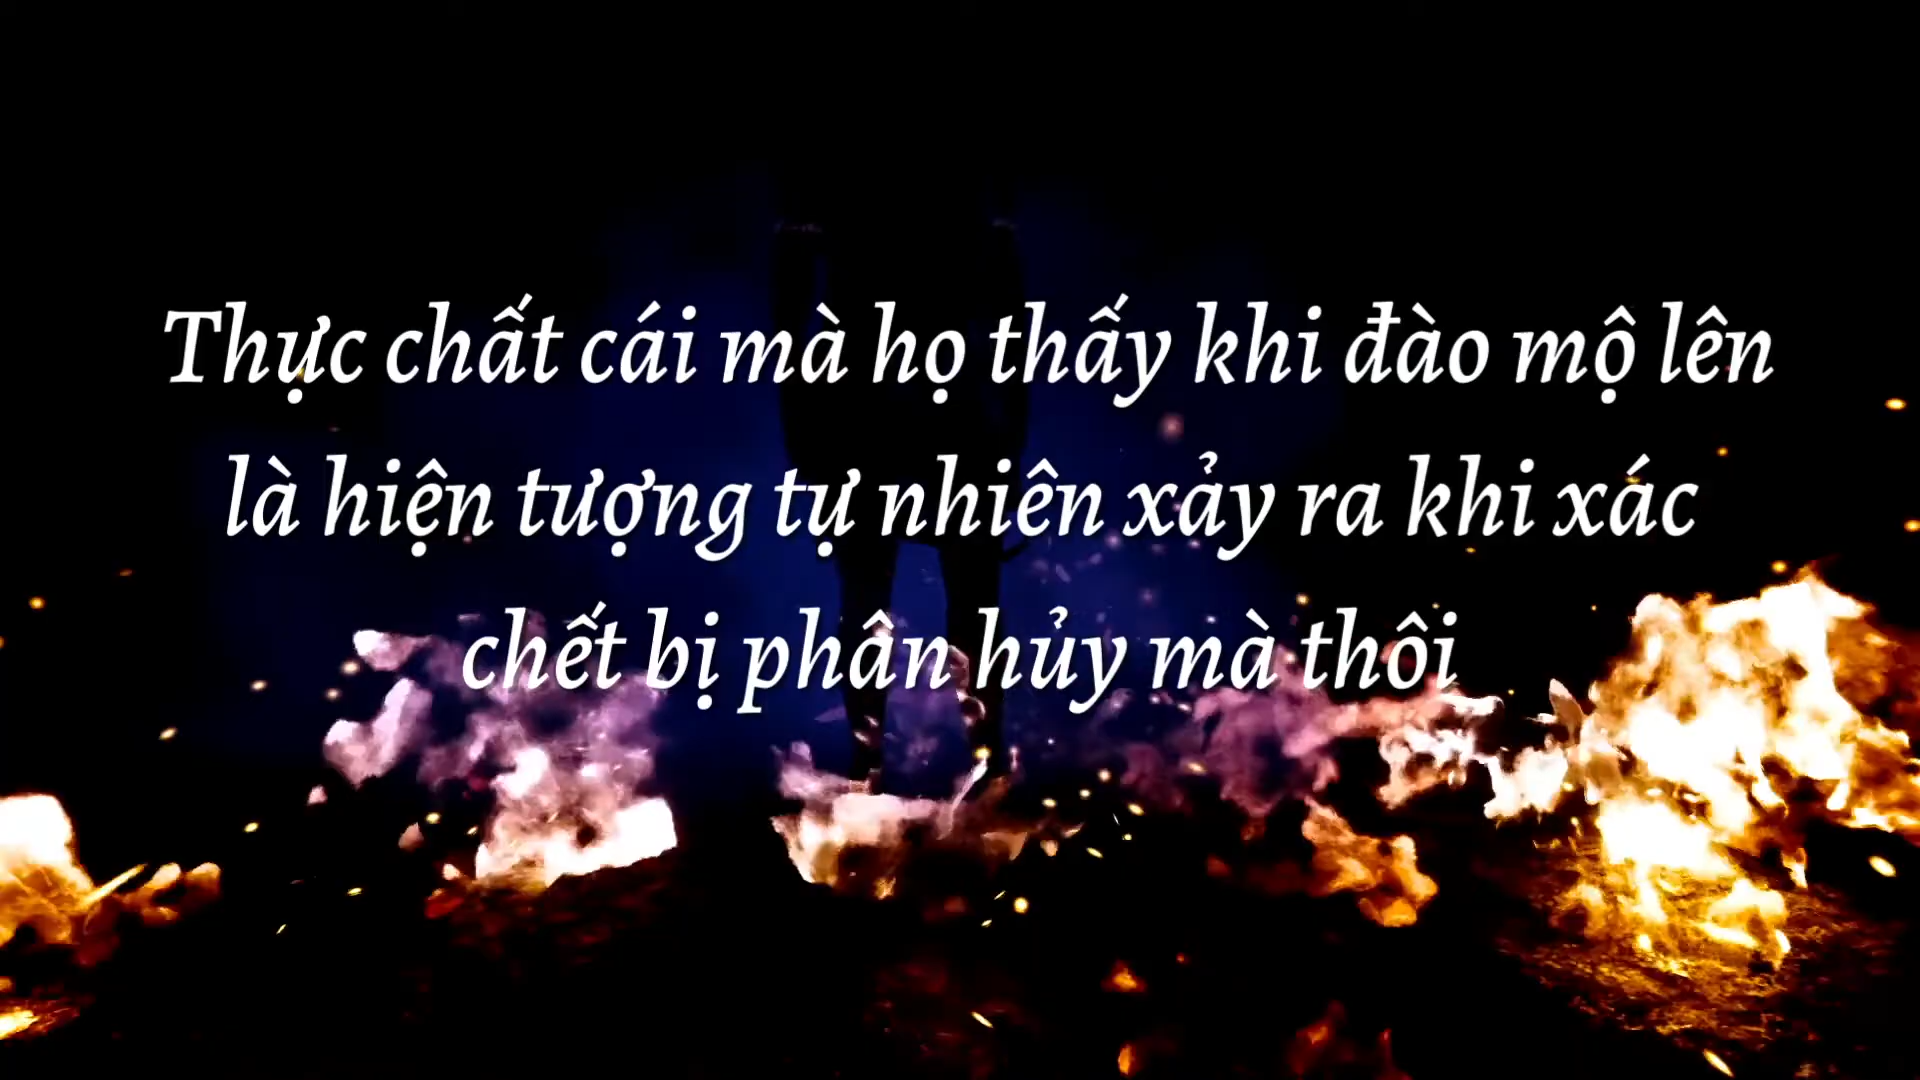 Thực chất cái mà họ thấy khi đào mộ lên
là hiện tượng tự nhiên xảy ra khi xác
chết bị phân hủy mà thôi